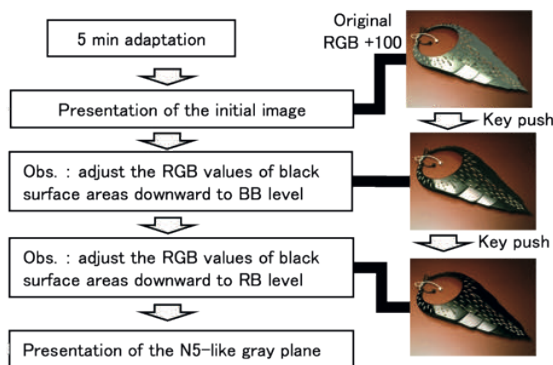 5 min adaptation
Original
RGB +100
Presentation of the initial image
Key push
Obs. : adjust the RGB values of black
surface areas downward to BB level
Key push
Obs. : adjust the RGB values of black
surface areas downward to RB level
Presentation of the N5-like gray plane